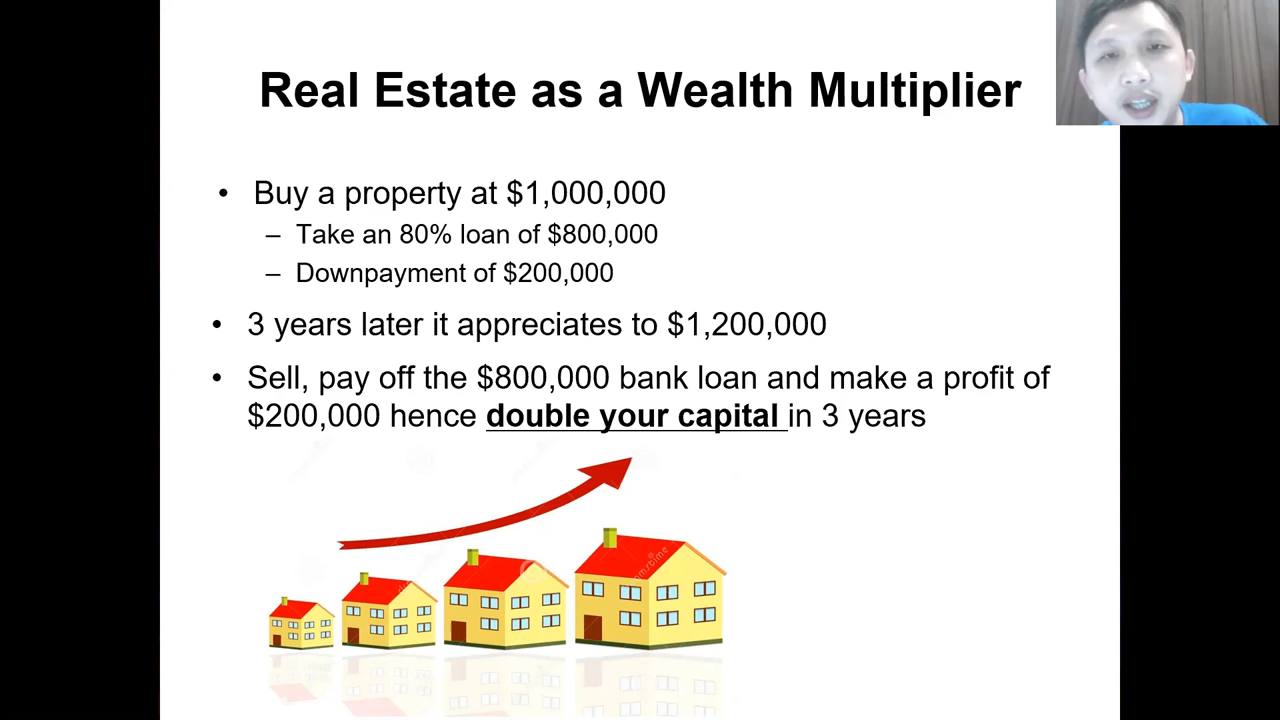 Real Estate as a Wealth Multiplier
• Buy a property at $1,000,000
– Take an 80% loan of $800,000
– Downpayment of $200,000
• 3 years later it appreciates to $1,200,000
• Sell, pay off the $800,000 bank loan and make a profit of
$200,000 hence double your capital in 3 years